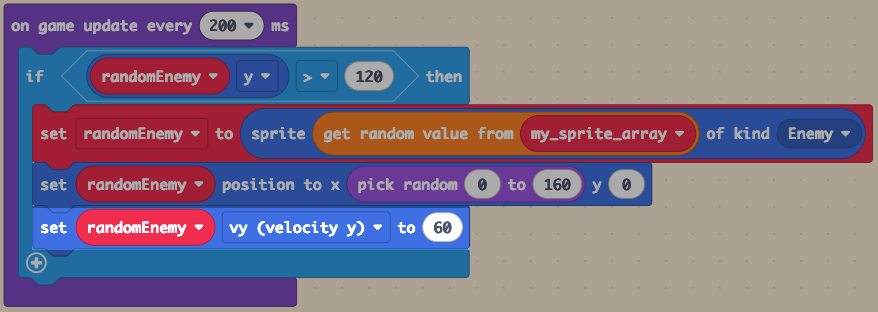 on game update every 200 ms
if randomEnemy y > 120 then
set randomEnemy to sprite get random value from my_sprite_array of kind Enemy
set randomEnemy position to x pick random 0 to 160 y 0
set randomEnemy vy (velocity y) to 60